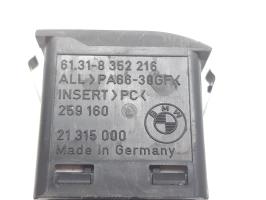 61.31-8 352 216
ALL>PA66-30GF<
INSERT>PC<
259 160
BMW
21 315 000
Made in Germany